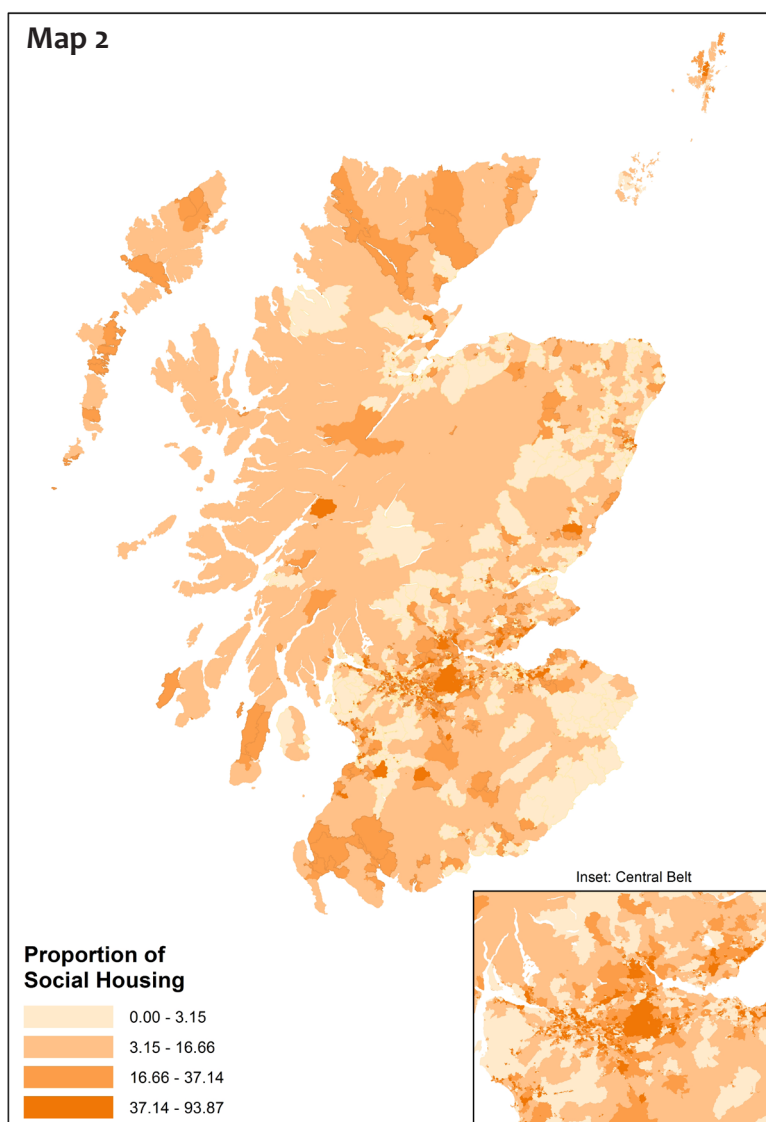 Map 2
Inset: Central Belt
Proportion of
Social Housing
0.00 - 3.15
3.15 - 16.66
16.66 - 37.14
37.14 - 93.87